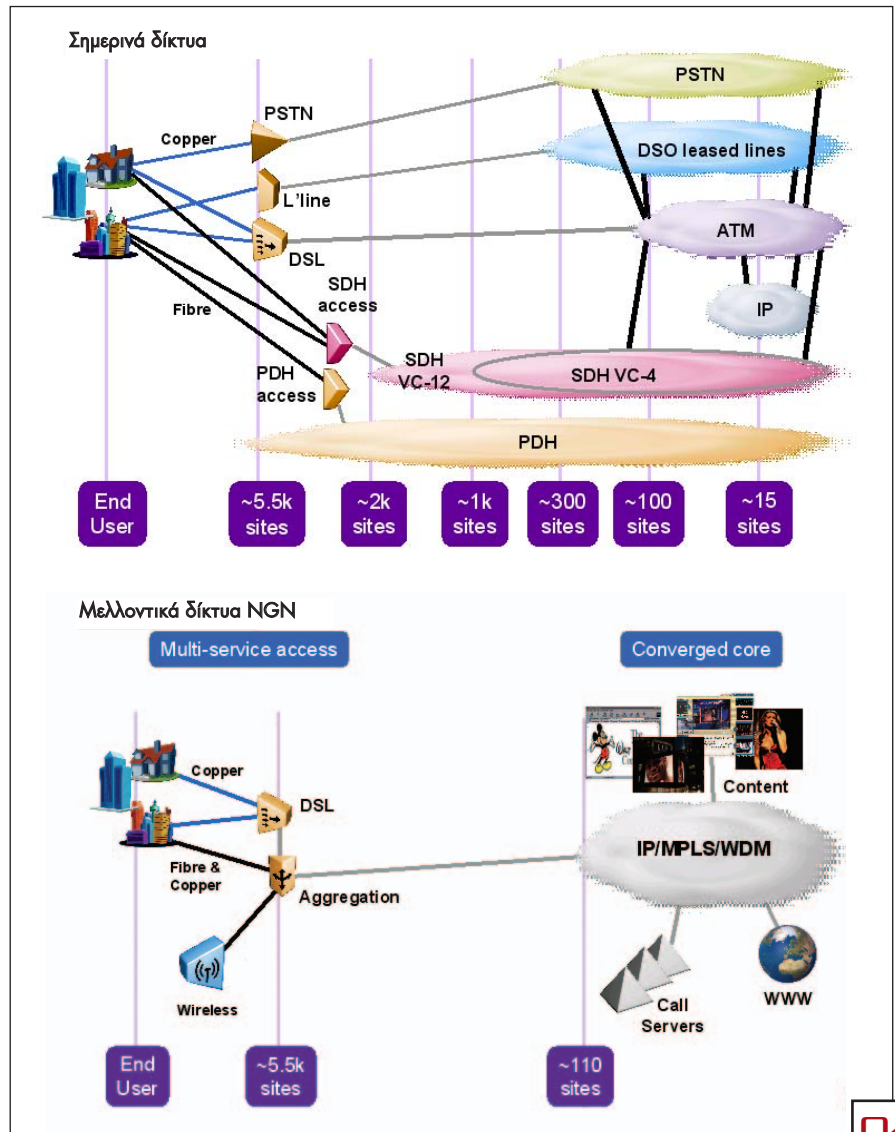 Σημερινά δίκτυα
PSTN
PSTN
Copper
DSO leased lines
L'line
ATM
DSL
SDH
access
IP
Fibre
SDH
VC-12
SDH VC-4
PDH
access
PDH
End
User
~5.5k
sites
~2k
sites
~1k
sites
~300
sites
~100
sites
~15
sites
Μελλοντικά δίκτυα NGN
Multi-service access
Converged core
Copper
Content
DSL
IP/MPLS/WDM
Fibre &
Copper
Aggregation
Wireless
Call
Servers
WWW
End
User
~5.5k
sites
~110
sites